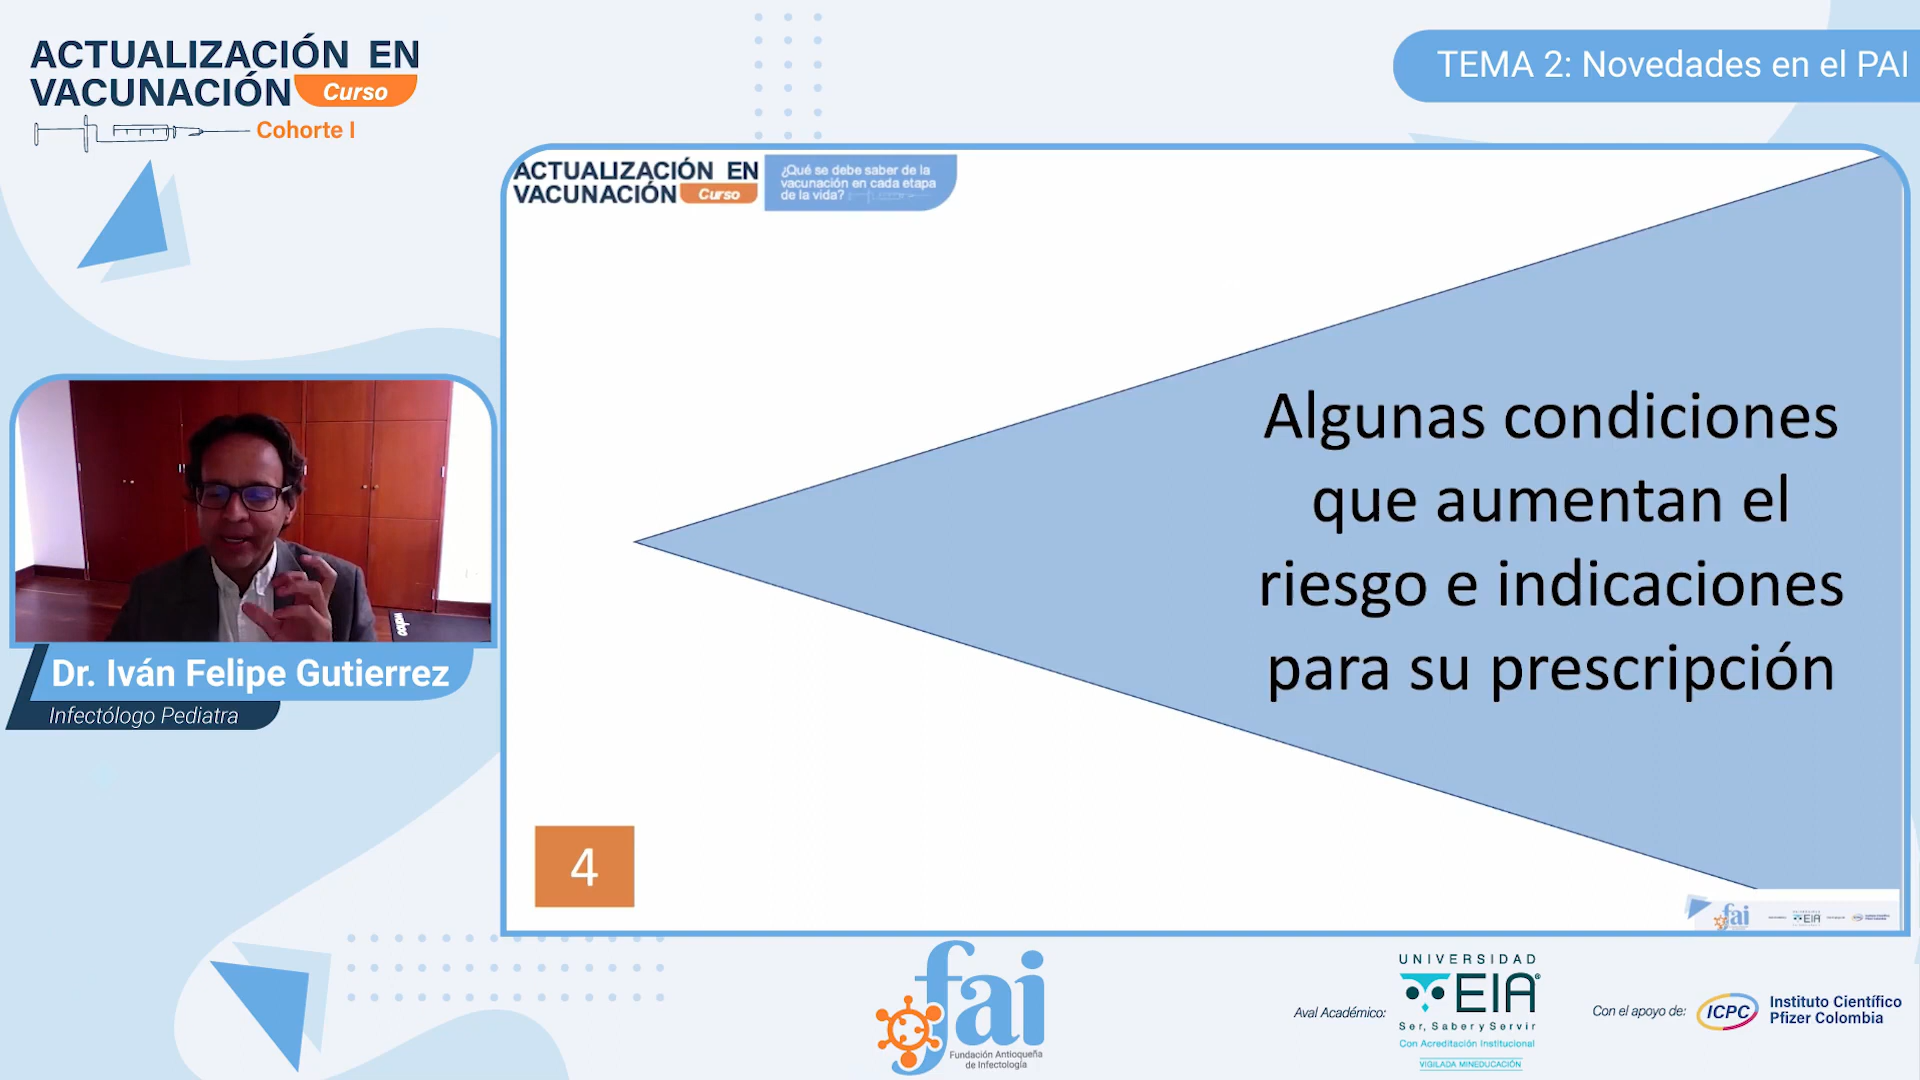 ACTUALIZACIÓN EN
VACUNACIÓN Curso
Cohorte I
TEMA 2: Novedades en el PAI
ACTUALIZACIÓN EN
VACUNACIÓN Curso
¿Qué se debe saber de la
vacunación en cada etapa
de la vida?
Algunas condiciones
que aumentan el
riesgo e indicaciones
para su prescripción
4
Dr. Iván Felipe Gutierrez
Infectólogo Pediatra
fai
EIA
fai
Fundación Antioqueña
de Infectología
Aval Académico:
UNIVERSIDAD
EIA
Ser, Saber y Servir
Con Acreditación Institucional
VIGILADA MINEDUCACIÓN
Con el apoyo de:
ICPC
Instituto Científico
Pfizer Colombia